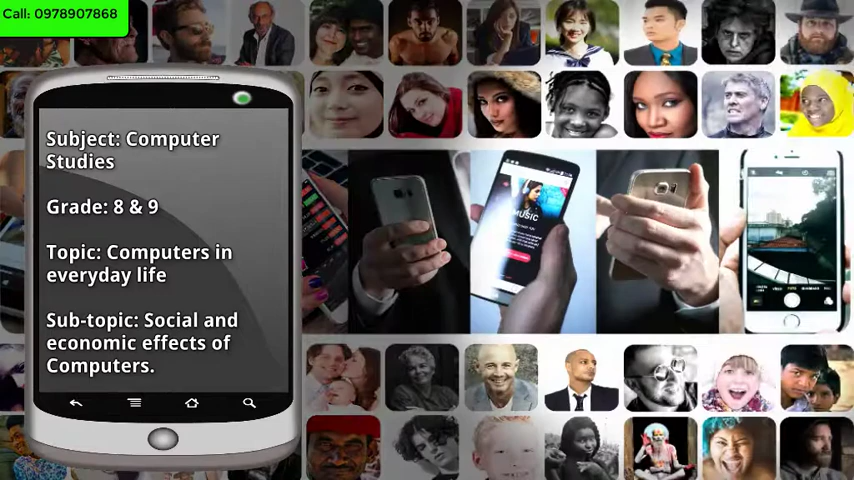 Call: 0978907868
Subject: Computer
Studies
Grade: 8 & 9
Topic: Computers in
everyday life
Sub-topic: Social and
economic effects of
Computers.
MUSIC